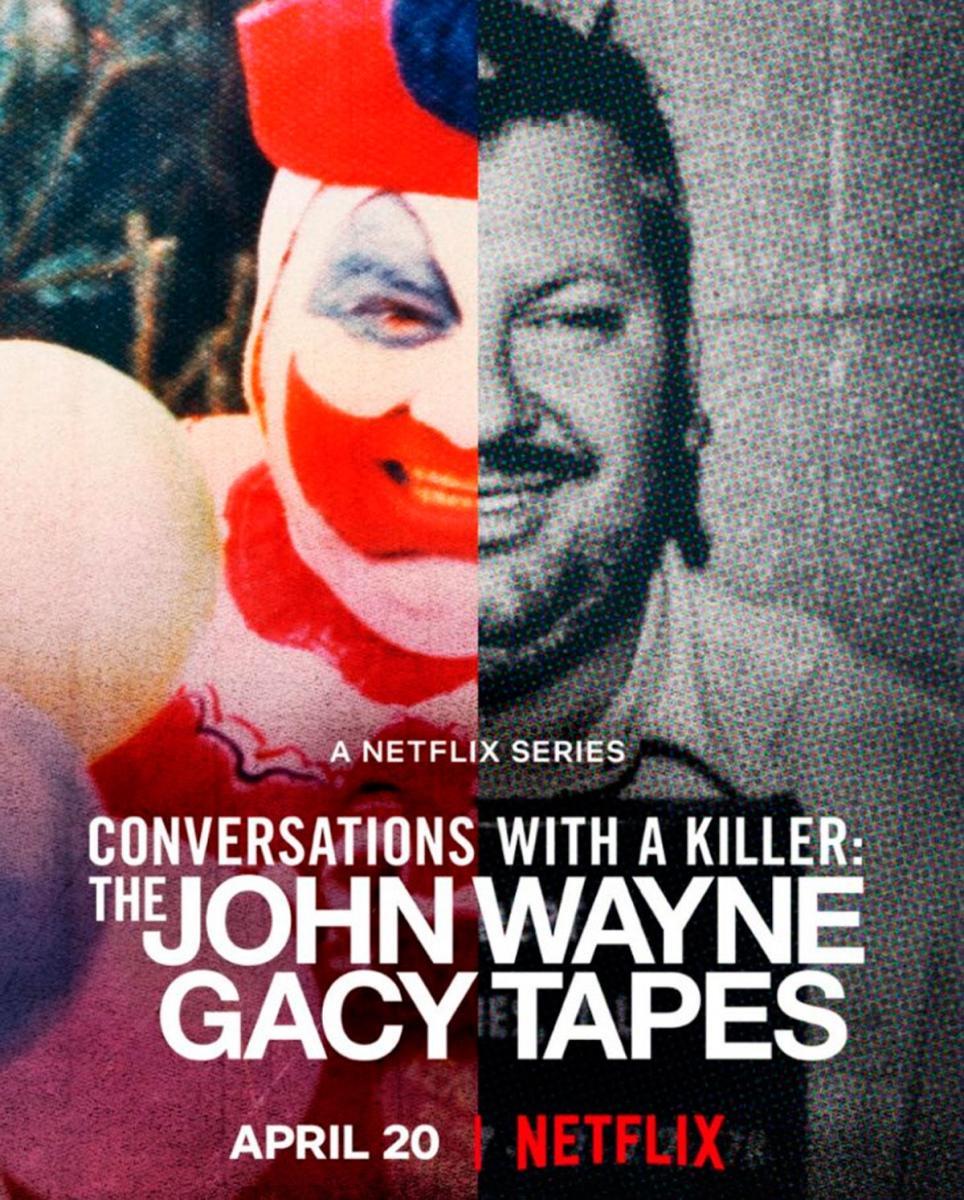 A NETFLIX SERIES
CONVERSATIONS WITH A KILLER:
THE JOHN WAYNE
GACY TAPES
APRIL 20 | NETFLIX